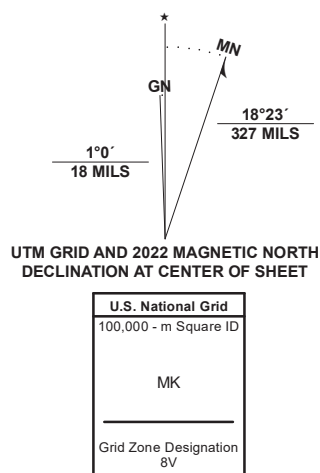 ★
MN
GN
18°23´
327 MILS
1°0´
18 MILS
UTM GRID AND 2022 MAGNETIC NORTH
DECLINATION AT CENTER OF SHEET
U.S. National Grid
100,000 - m Square ID
MK
Grid Zone Designation
8V